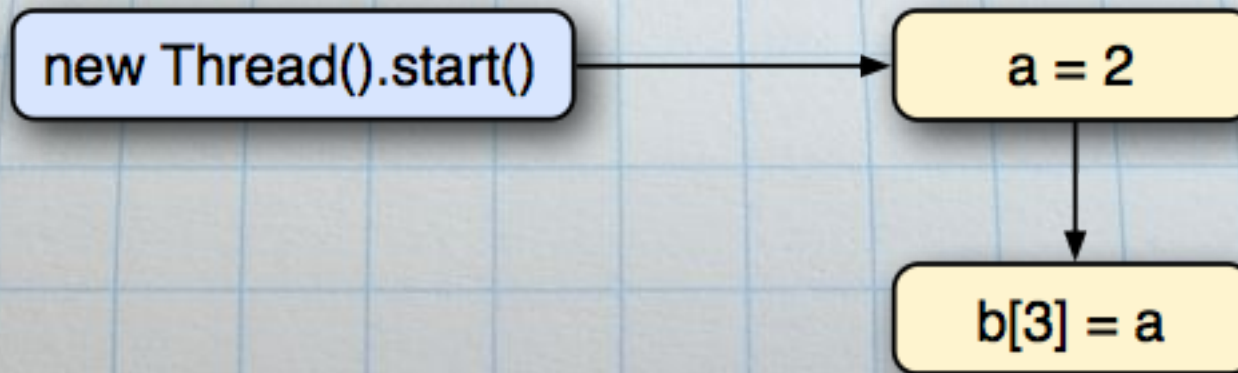 new Thread().start()
a = 2
b[3] = a